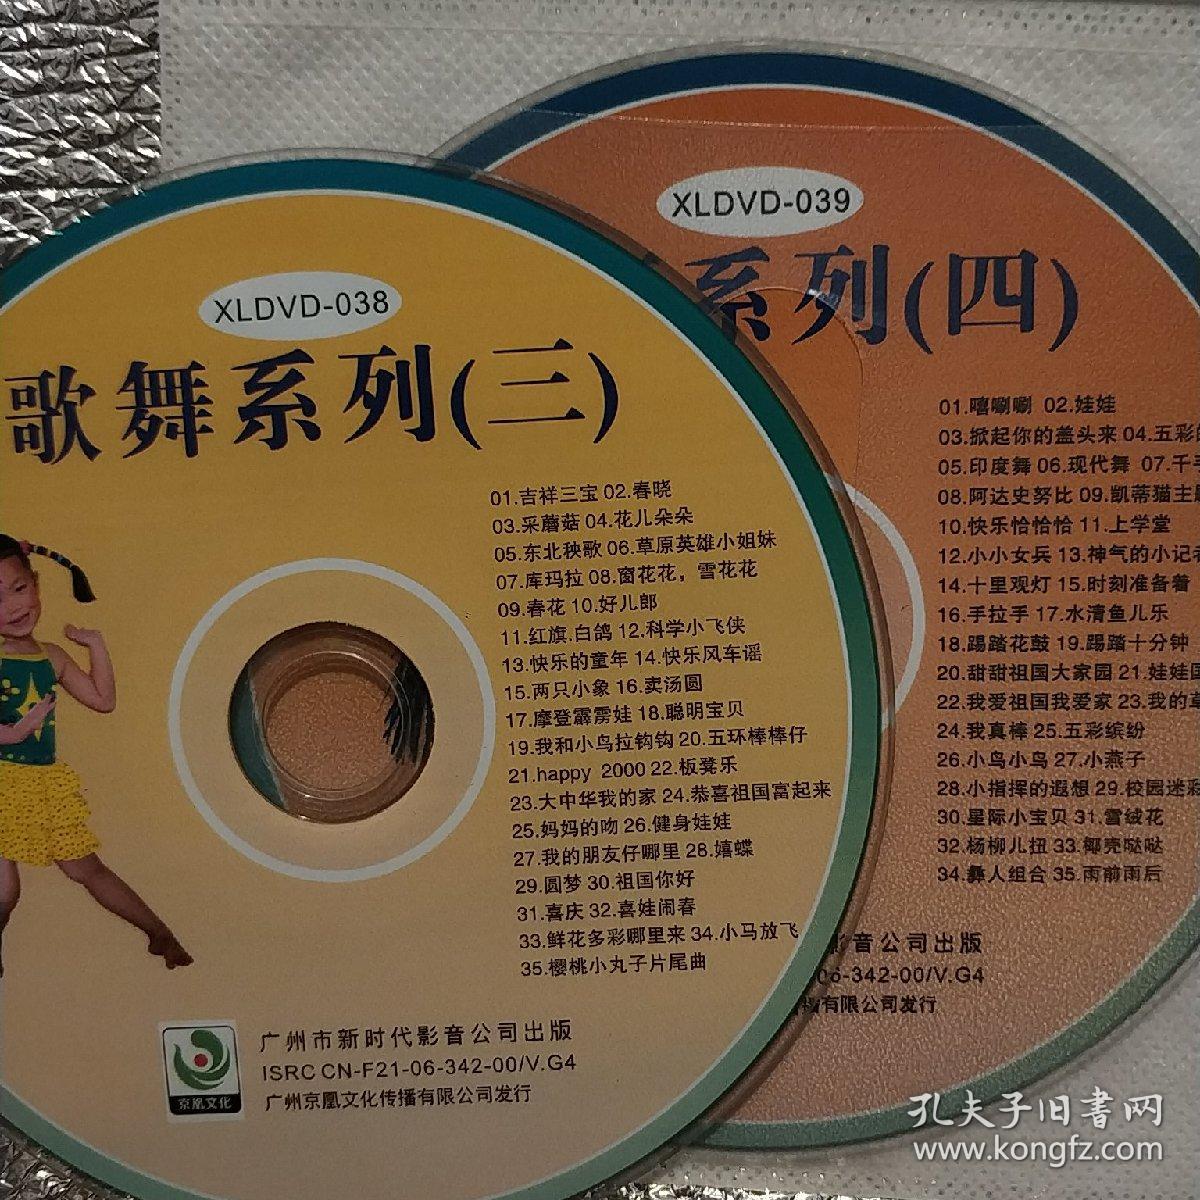 XLDVD-039
系列(四)
01.嘻唰唰 02.娃娃
03.掀起你的盖头来 04.五彩的
05.印度舞 06.现代舞 07.千手
08.阿达史努比 09.凯蒂猫主题
10.快乐恰恰恰 11.上学堂
12.小小女兵 13.神气的小记者
14.十里观灯 15.时刻准备着
16.手拉手 17.水清鱼儿乐
18.踢踏花鼓 19.踢踏十分钟
20.甜甜祖国大家园 21.娃娃国
22.我爱祖国我爱家 23.我的草
24.我真棒 25.五彩缤纷
26.小鸟小鸟 27.小燕子
28.小指挥的遐想 29.校园迷彩
30.星际小宝贝 31.雪绒花
32.杨柳儿扭 33.椰壳哒哒
34.彝人组合 35.雨前雨后
影音公司出版
06-342-00/V.G4
播有限公司发行
XLDVD-038
歌舞系列(三)
01.吉祥三宝 02.春晓
03.采蘑菇 04.花儿朵朵
05.东北秧歌 06.草原英雄小姐妹
07.库玛拉 08.窗花花，雪花花
09.春花 10.好儿郎
11.红旗.白鸽 12.科学小飞侠
13.快乐的童年 14.快乐风车谣
15.两只小象 16.卖汤圆
17.摩登霹雳娃 18.聪明宝贝
19.我和小鸟拉钩钩 20.五环棒棒仔
21.happy 2000 22.板凳乐
23.大中华我的家 24.恭喜祖国富起来
25.妈妈的吻 26.健身娃娃
27.我的朋友仔哪里 28.嬉蝶
29.圆梦 30.祖国你好
31.喜庆 32.喜娃闹春
33.鲜花多彩哪里来 34.小马放飞
35.樱桃小丸子片尾曲
广州市新时代影音公司出版
ISRC CN-F21-06-342-00/V.G4
广州京凰文化传播有限公司发行
京凰文化
孔夫子旧书网
www.kongfz.com